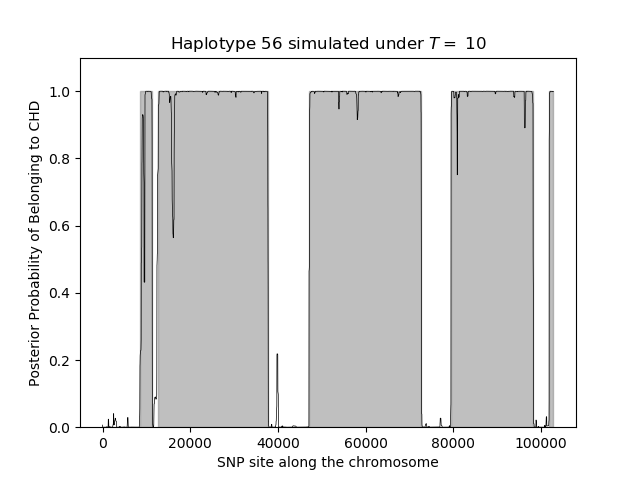 Haplotype 56 simulated under T = 10
Posterior Probability of Belonging to CHD
1.0
0.8
0.6
0.4
0.2
0.0
0 20000 40000 60000 80000 100000
SNP site along the chromosome